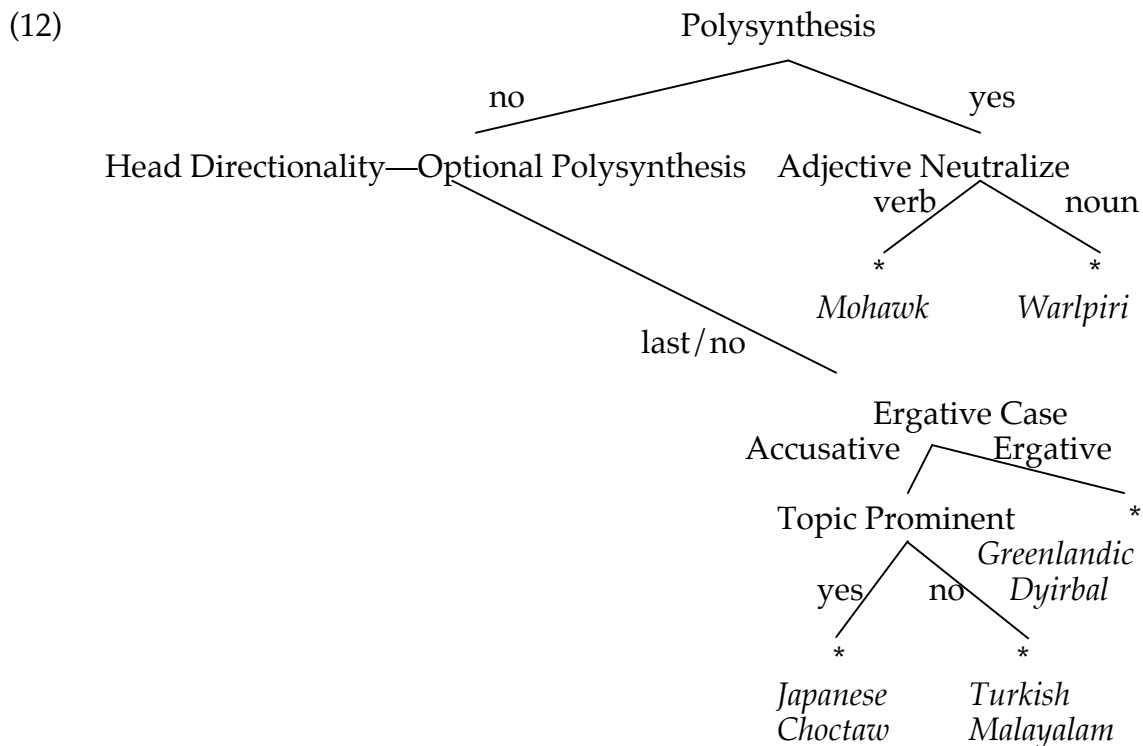 (12) Polysynthesis
no yes
Head Directionality—Optional Polysynthesis Adjective Neutralize
verb noun
* *
Mohawk Warlpiri
last/no
Ergative Case
Accusative Ergative
Topic Prominent *
Greenlandic
yes no Dyirbal
* *
Japanese Turkish
Choctaw Malayalam